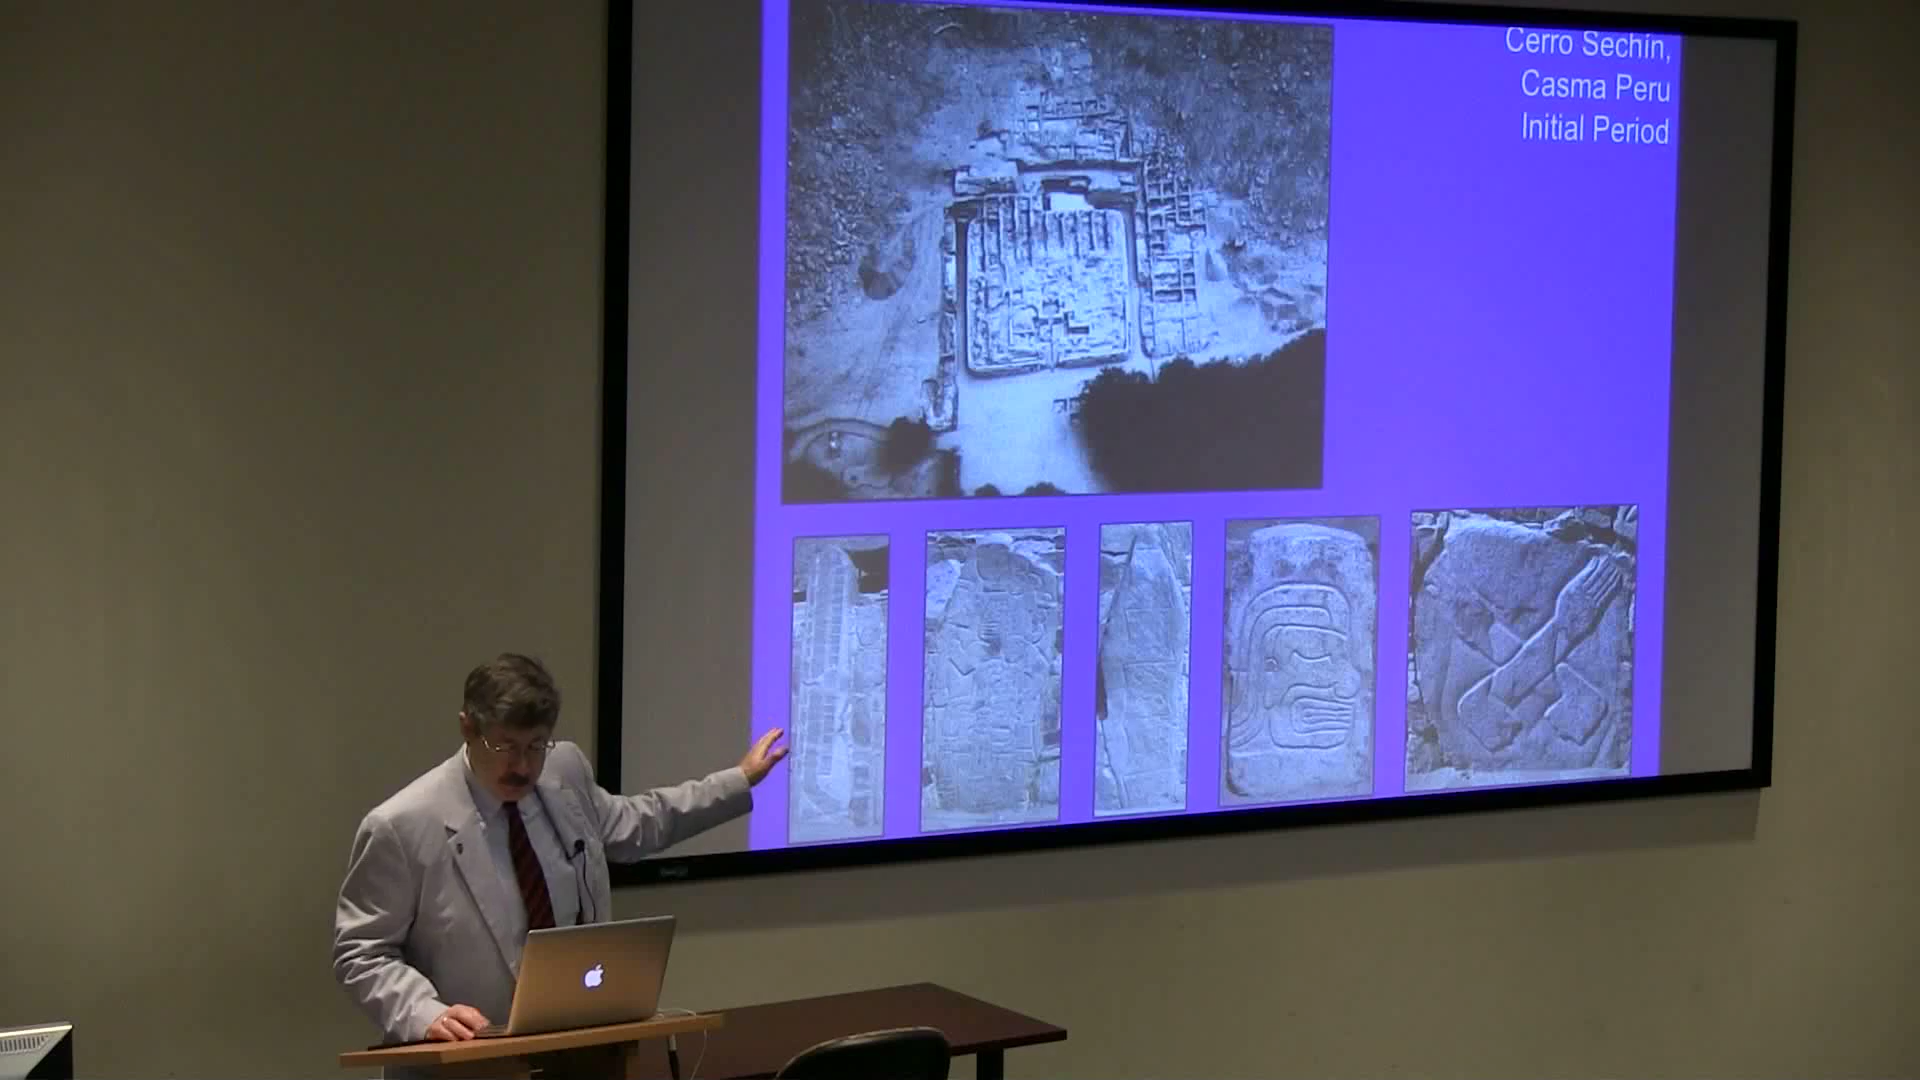 Cerro Sechín,
Casma Peru
Initial Period